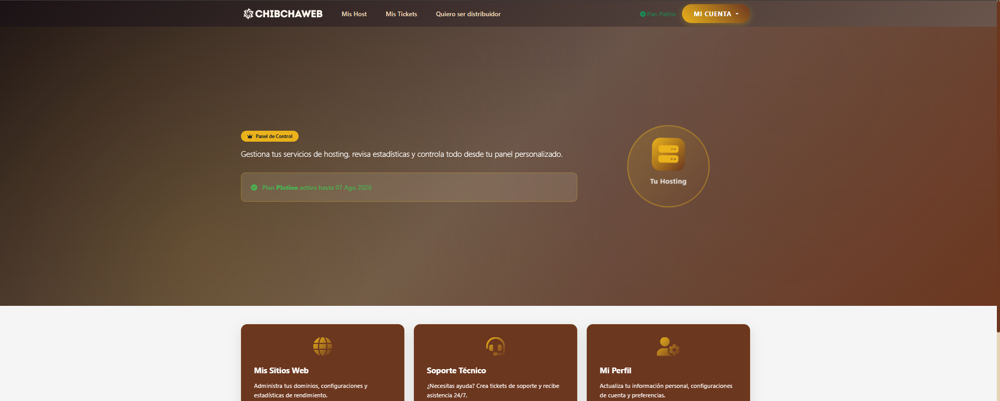 CHIBCHAWEB
Mis Host
Mis Tickets
Quiero ser distribuidor
Plan Platino
MI CUENTA
Panel de Control
Gestiona tus servicios de hosting, revisa estadísticas y controla todo desde tu panel personalizado.
Plan Platino activo hasta 07 Ago 2026
Tu Hosting
Mis Sitios Web
Administra tus dominios, configuraciones y
estadísticas de rendimiento.
Soporte Técnico
¿Necesitas ayuda? Crea tickets de soporte y recibe
asistencia 24/7.
Mi Perfil
Actualiza tu información personal, configuraciones
de cuenta y preferencias.